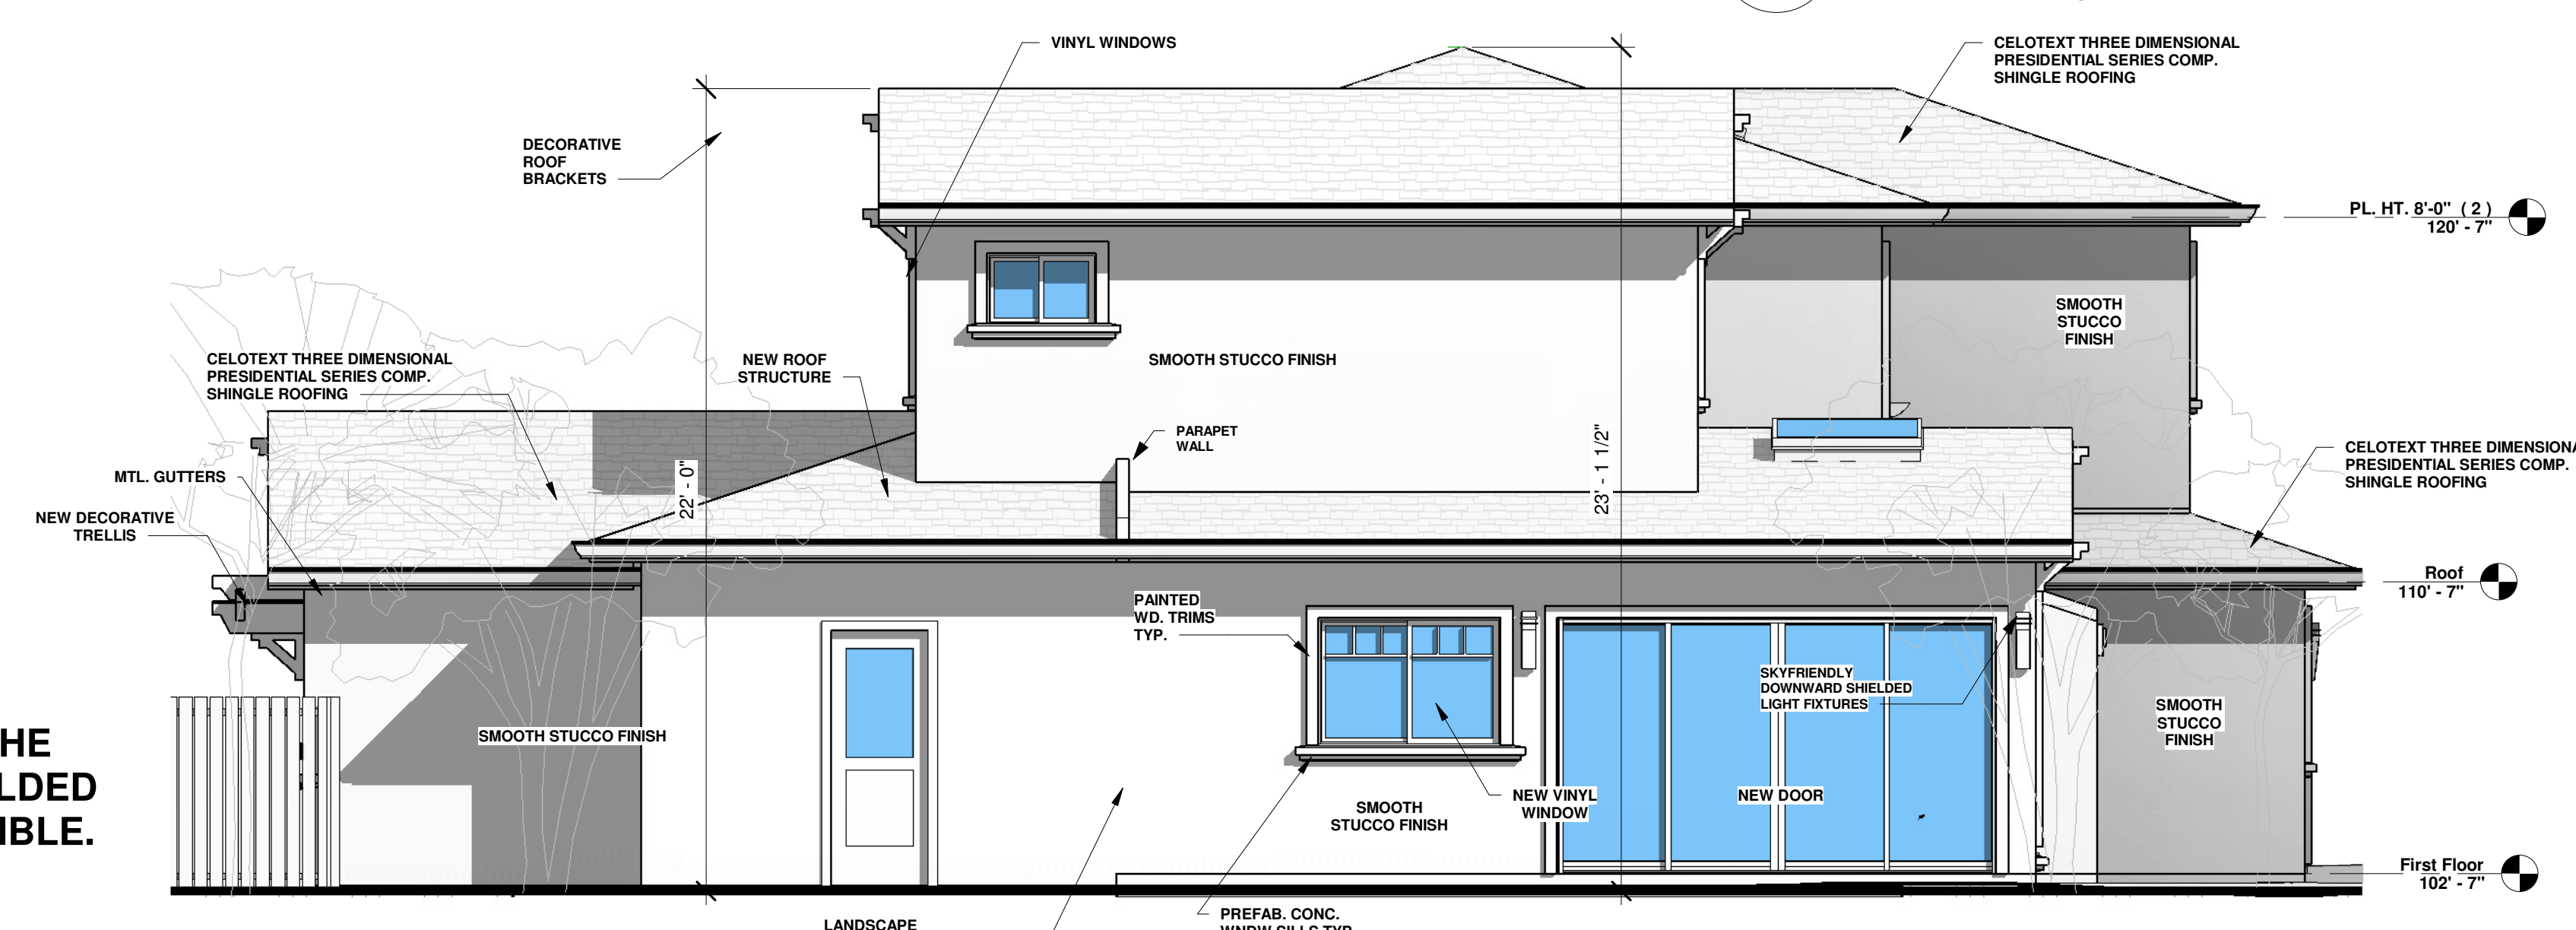 VINYL WINDOWS
CELOTEXT THREE DIMENSIONAL
PRESIDENTIAL SERIES COMP.
SHINGLE ROOFING
DECORATIVE
ROOF
BRACKETS
PL. HT. 8'-0" ( 2 )
120' - 7"
SMOOTH
STUCCO
FINISH
CELOTEXT THREE DIMENSIONAL
PRESIDENTIAL SERIES COMP.
SHINGLE ROOFING
NEW ROOF
STRUCTURE
SMOOTH STUCCO FINISH
PARAPET
WALL
MTL. GUTTERS
22' - 0"
23' - 1 1/2"
CELOTEXT THREE DIMENSIONA
PRESIDENTIAL SERIES COMP.
SHINGLE ROOFING
NEW DECORATIVE
TRELLIS
Roof
110' - 7"
PAINTED
WD. TRIMS
TYP.
SKYFRIENDLY
DOWNWARD SHIELDED
LIGHT FIXTURES
SMOOTH
STUCCO
FINISH
HE
LDED
IBLE.
SMOOTH STUCCO FINISH
SMOOTH
STUCCO FINISH
NEW VINYL
WINDOW
NEW DOOR
First Floor
102' - 7"
LANDSCAPE
PREFAB. CONC.
WNDW SILLS TYP.